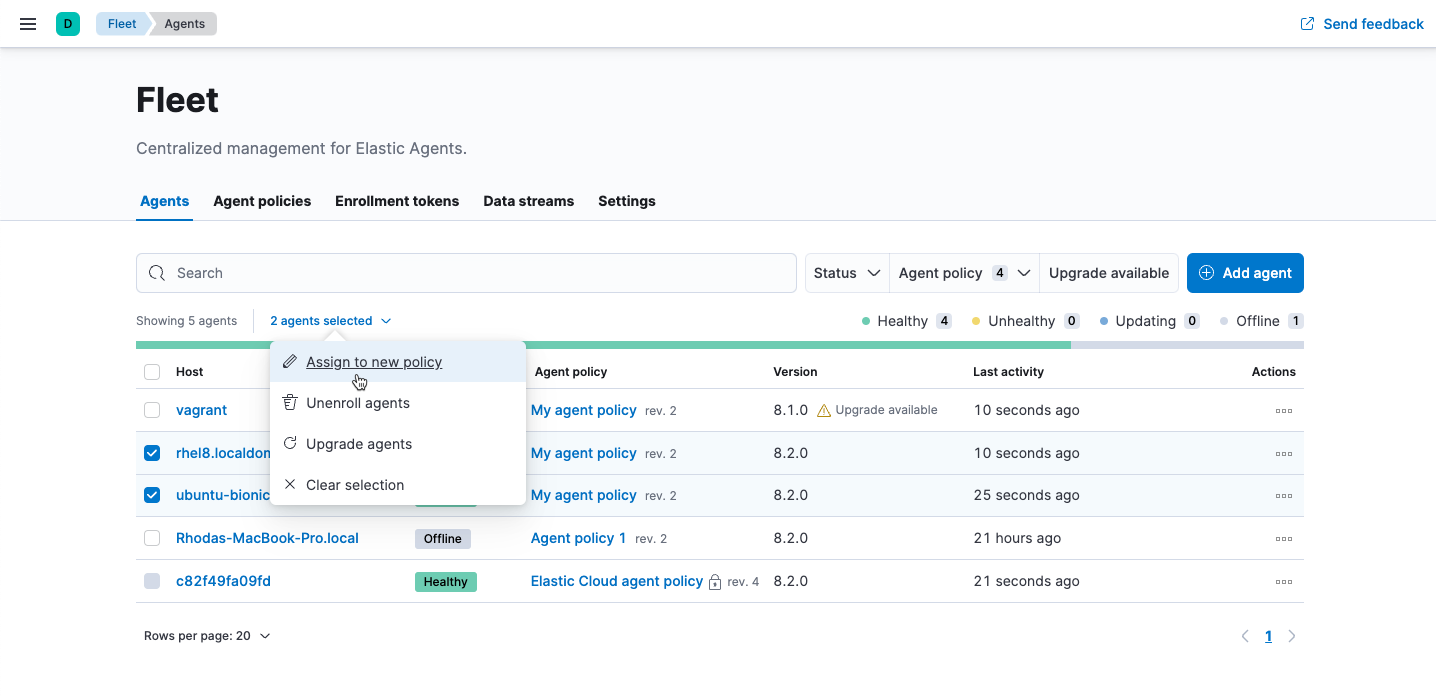 D Fleet Agents Send feedback
Fleet
Centralized management for Elastic Agents.
Agents Agent policies Enrollment tokens Data streams Settings
Search Status Agent policy 4 Upgrade available Add agent
Showing 5 agents 2 agents selected Healthy 4 Unhealthy 0 Updating 0 Offline 1
Assign to new policy
Unenroll agents
Upgrade agents
Clear selection
Host Agent policy Version Last activity Actions
vagrant My agent policy rev. 2 8.1.0 Upgrade available 10 seconds ago
rhel8.localdom My agent policy rev. 2 8.2.0 10 seconds ago
ubuntu-bionic My agent policy rev. 2 8.2.0 25 seconds ago
Rhodas-MacBook-Pro.local Offline Agent policy 1 rev. 2 8.2.0 21 hours ago
c82f49fa09fd Healthy Elastic Cloud agent policy rev. 4 8.2.0 21 seconds ago
Rows per page: 20 1